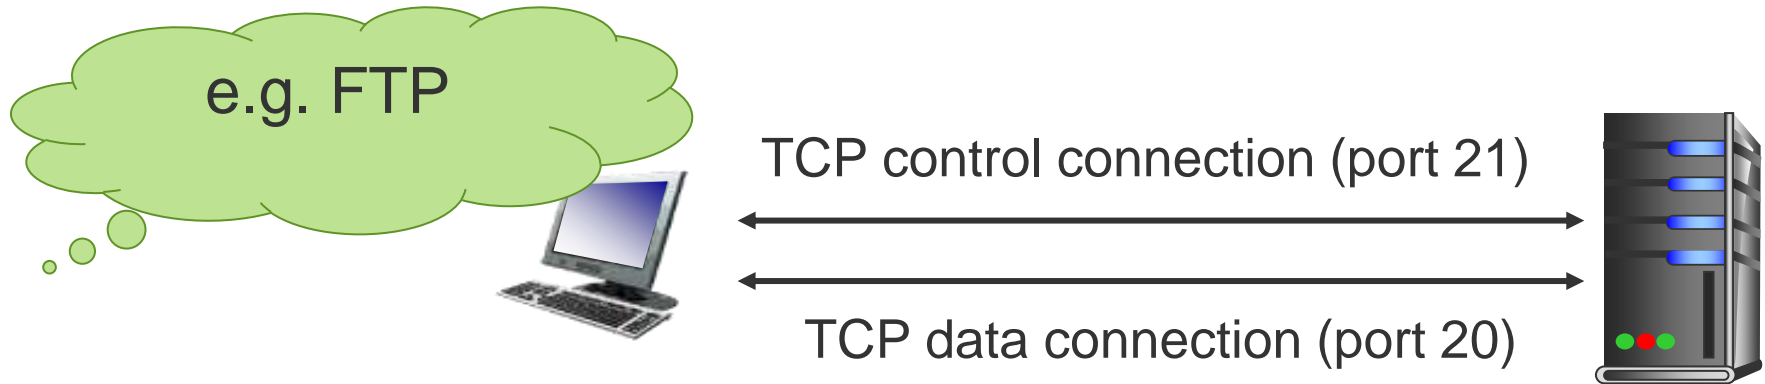 e.g. FTP
TCP control connection (port 21)
TCP data connection (port 20)